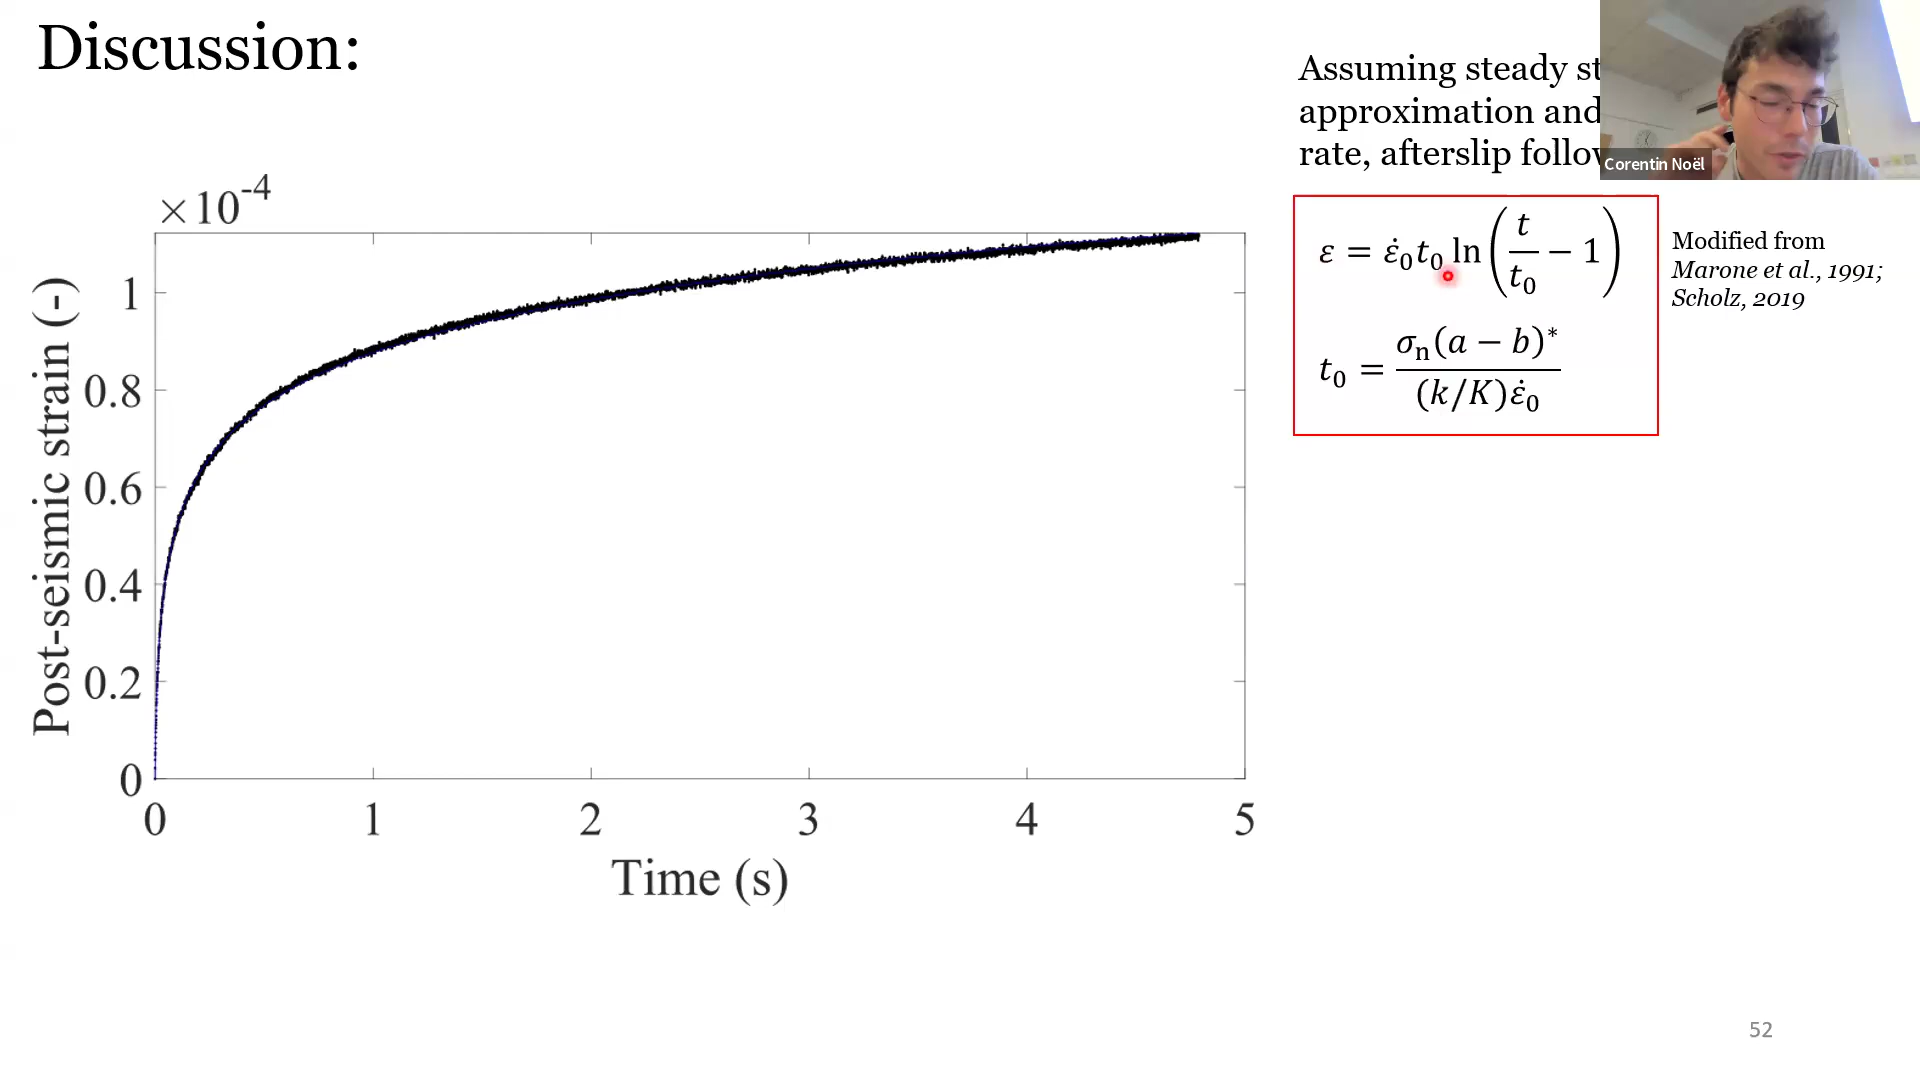 Discussion:
Assuming steady st
approximation and
rate, afterslip follow
Corentin Noël
×10⁻⁴
ε = ε̇₀t₀ ln(t/t₀ − 1)
t₀ = σₙ(a − b)*/(k/K)ε̇₀
Modified from
Marone et al., 1991;
Scholz, 2019
Post-seismic strain (-)
1
0.8
0.6
0.4
0.2
0
0 1 2 3 4 5
Time (s)
52